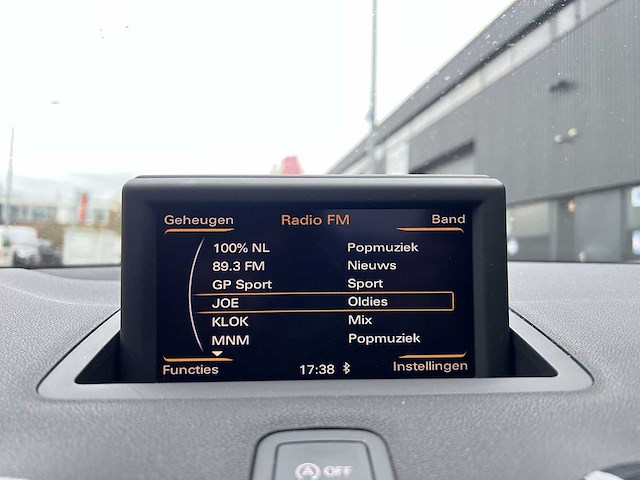 Geheugen Radio FM Band
100% NL Popmuziek
89.3 FM Nieuws
GP Sport Sport
JOE Oldies
KLOK Mix
MNM Popmuziek
Functies 17:38 Instellingen
A OFF